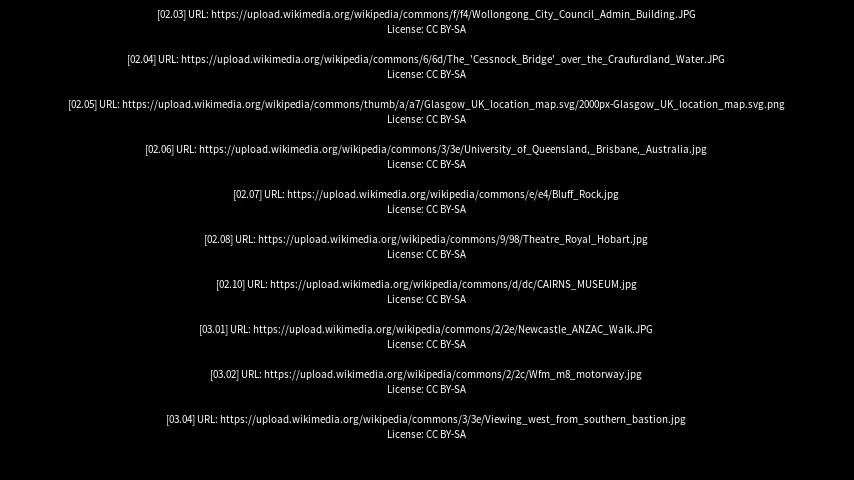 [02.03] URL: https://upload.wikimedia.org/wikipedia/commons/f/f4/Wollongong_City_Council_Admin_Building.JPG
License: CC BY-SA
[02.04] URL: https://upload.wikimedia.org/wikipedia/commons/6/6d/The_'Cessnock_Bridge'_over_the_Craufurdland_Water.JPG
License: CC BY-SA
[02.05] URL: https://upload.wikimedia.org/wikipedia/commons/thumb/a/a7/Glasgow_UK_location_map.svg/2000px-Glasgow_UK_location_map.svg.png
License: CC BY-SA
[02.06] URL: https://upload.wikimedia.org/wikipedia/commons/3/3e/University_of_Queensland,_Brisbane,_Australia.jpg
License: CC BY-SA
[02.07] URL: https://upload.wikimedia.org/wikipedia/commons/e/e4/Bluff_Rock.jpg
License: CC BY-SA
[02.08] URL: https://upload.wikimedia.org/wikipedia/commons/9/98/Theatre_Royal_Hobart.jpg
License: CC BY-SA
[02.10] URL: https://upload.wikimedia.org/wikipedia/commons/d/dc/CAIRNS_MUSEUM.jpg
License: CC BY-SA
[03.01] URL: https://upload.wikimedia.org/wikipedia/commons/2/2e/Newcastle_ANZAC_Walk.JPG
License: CC BY-SA
[03.02] URL: https://upload.wikimedia.org/wikipedia/commons/2/2c/Wfm_m8_motorway.jpg
License: CC BY-SA
[03.04] URL: https://upload.wikimedia.org/wikipedia/commons/3/3e/Viewing_west_from_southern_bastion.jpg
License: CC BY-SA